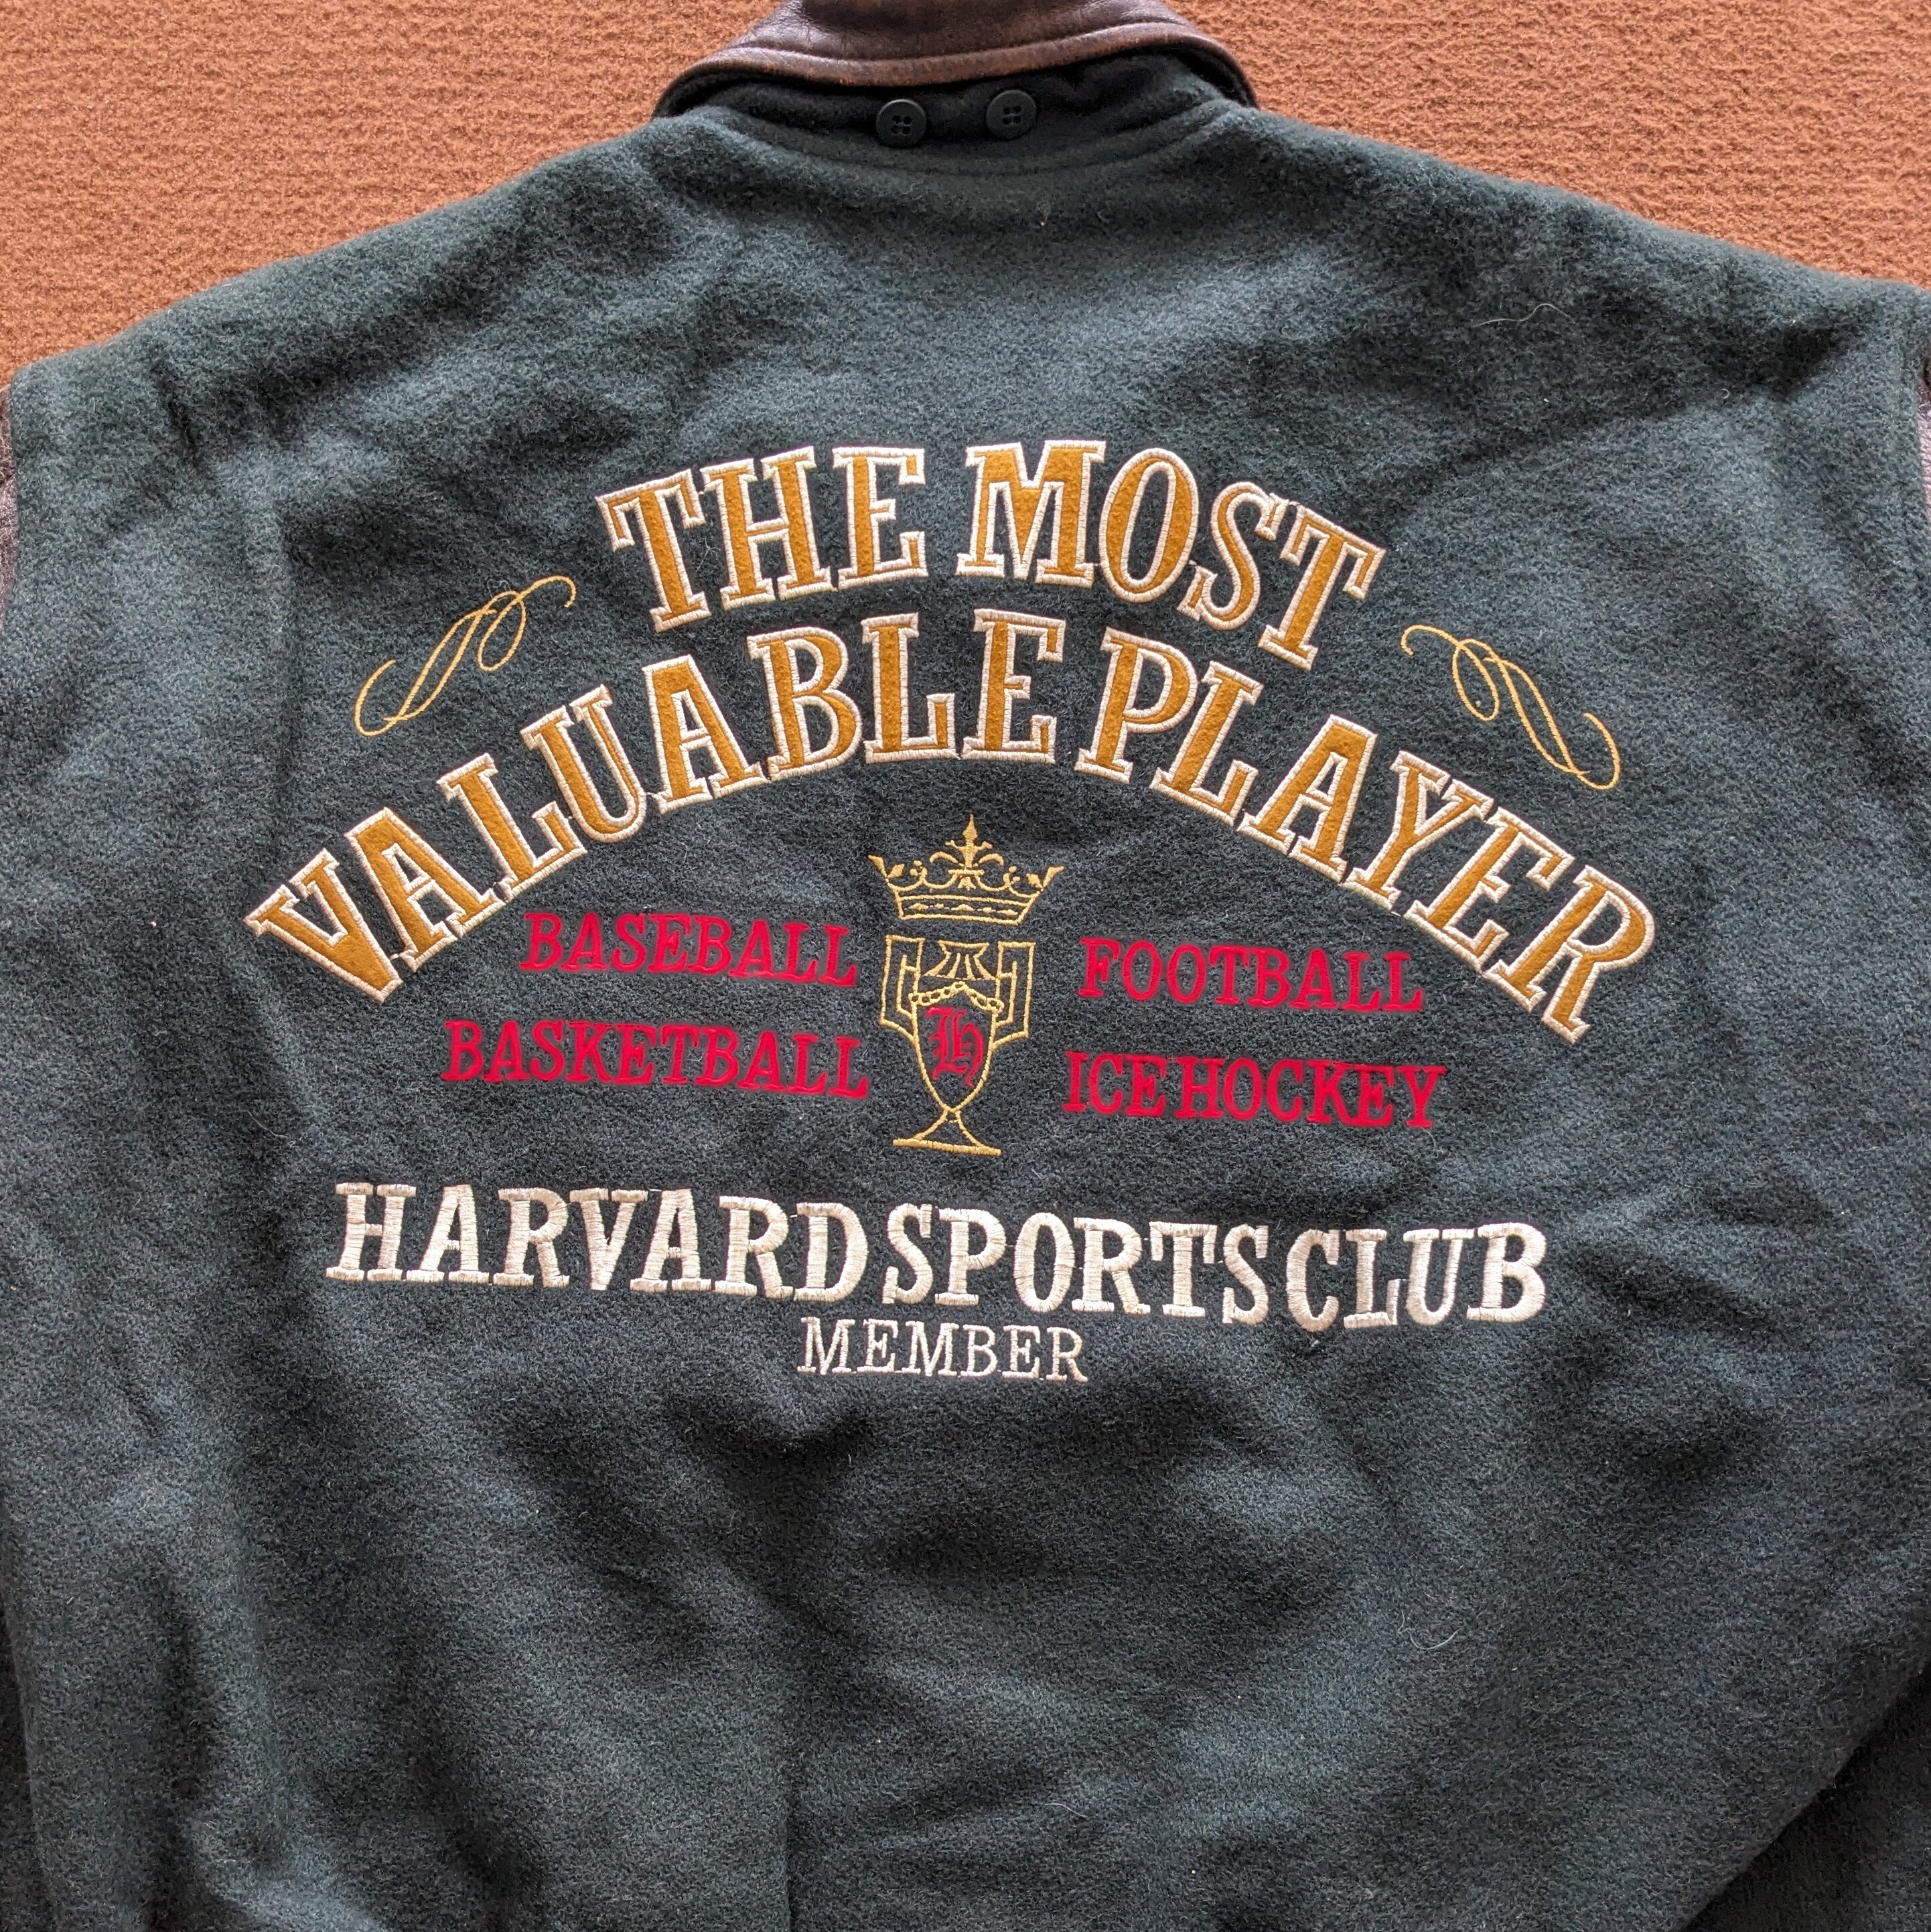 THE MOST
VALUABLE PLAYER
BASEBALL FOOTBALL
H
BASKETBALL ICE HOCKEY
HARVARD SPORTS CLUB
MEMBER